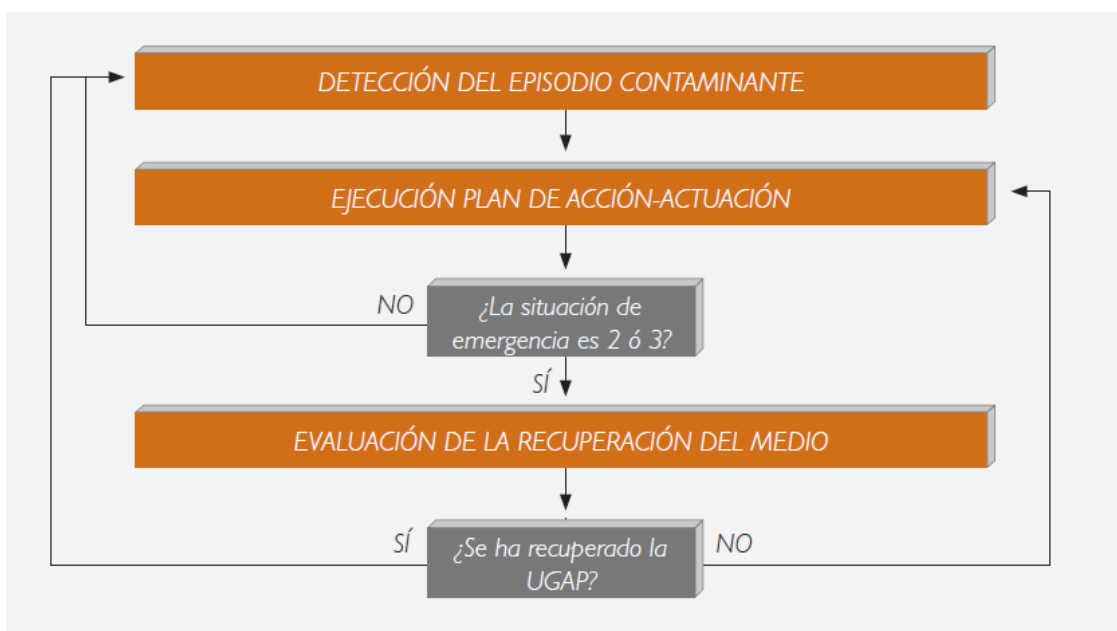 DETECCIÓN DEL EPISODIO CONTAMINANTE
EJECUCIÓN PLAN DE ACCIÓN-ACTUACIÓN
NO
¿La situación de
emergencia es 2 ó 3?
SÍ
EVALUACIÓN DE LA RECUPERACIÓN DEL MEDIO
SÍ
¿Se ha recuperado la
UGAP?
NO